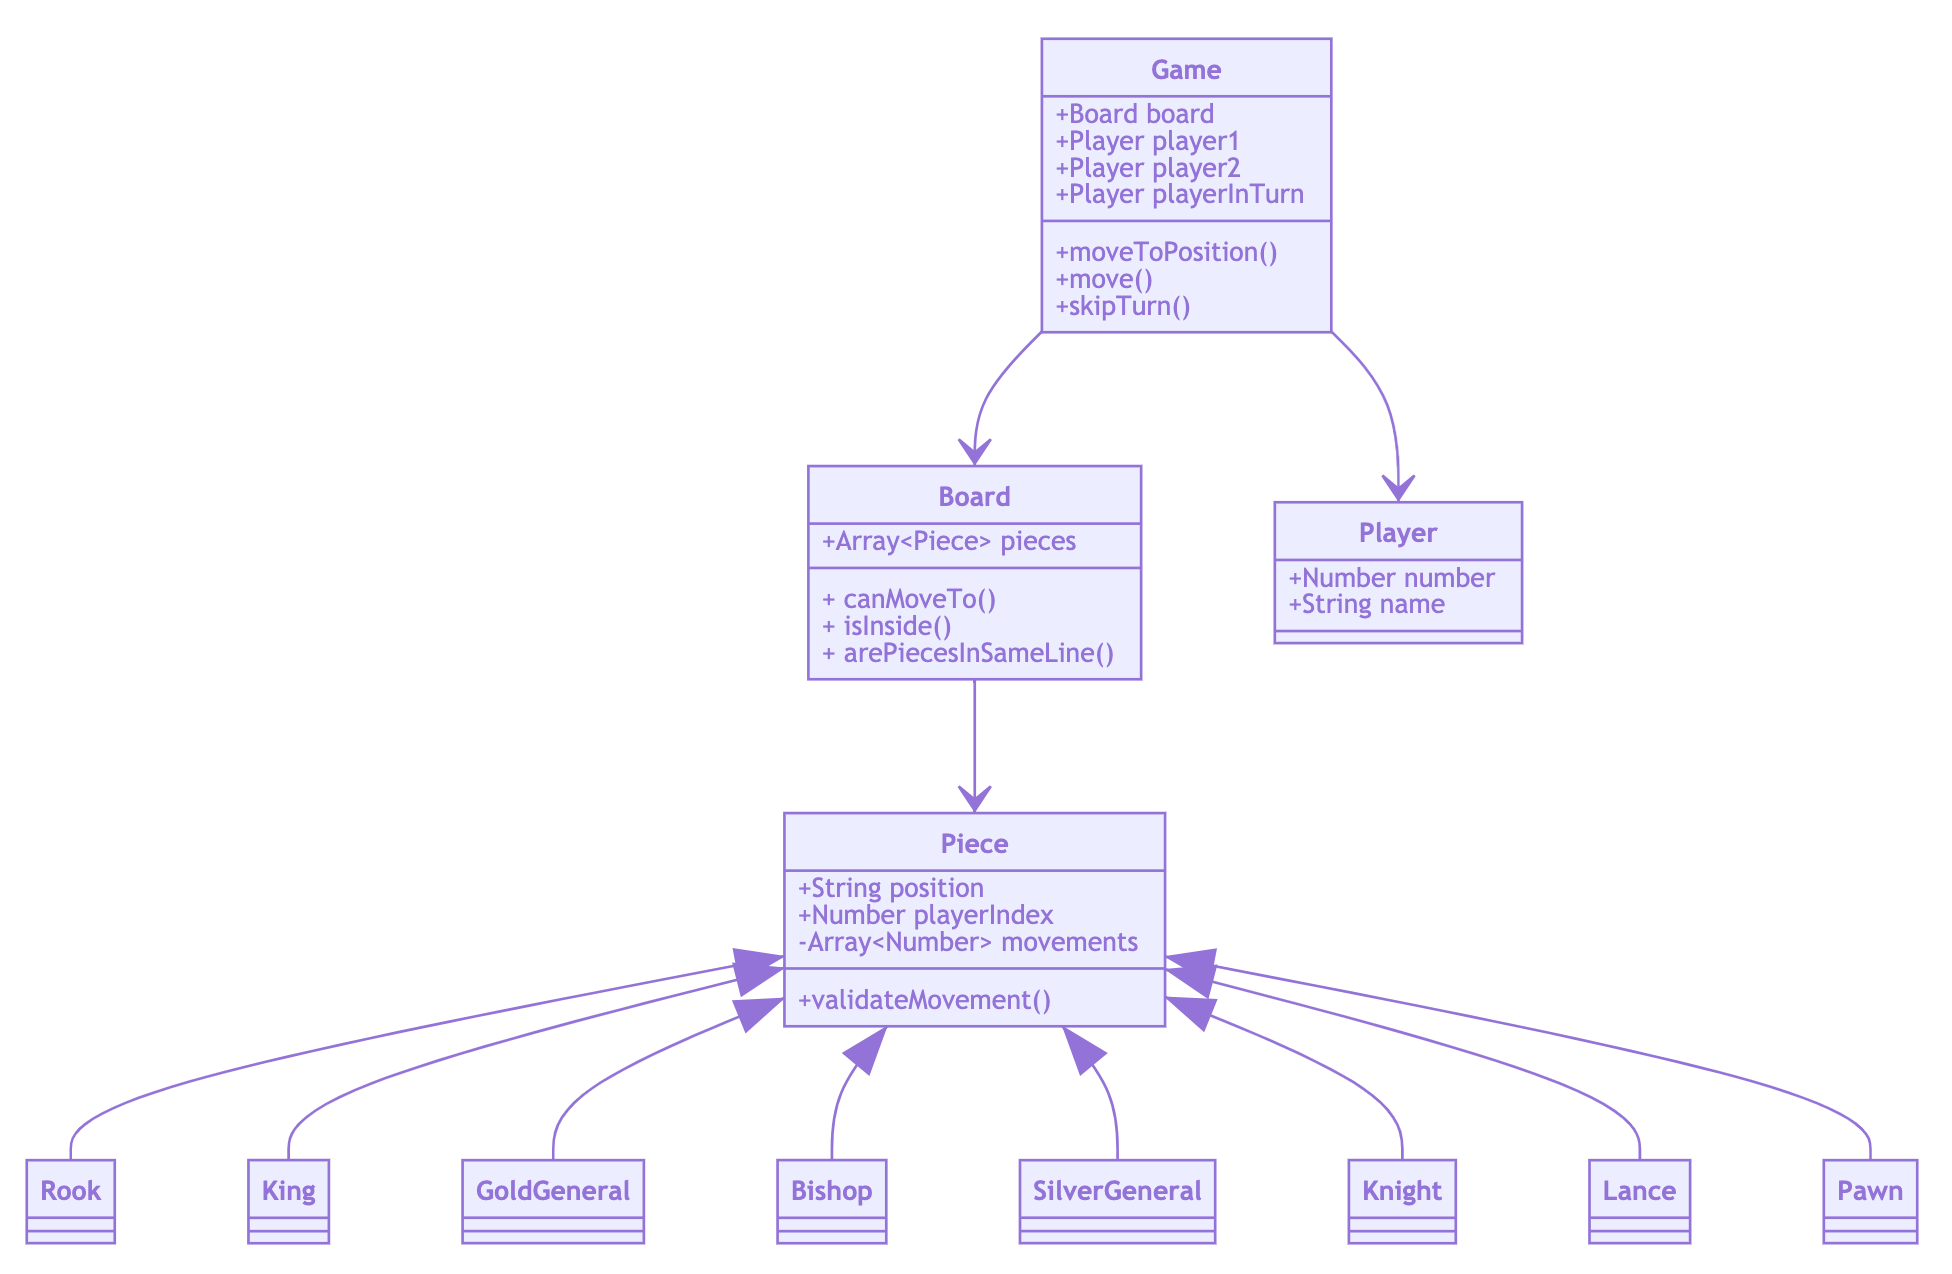 Game
+Board board
+Player player1
+Player player2
+Player playerInTurn
+moveToPosition()
+move()
+skipTurn()
Board
+Array<Piece> pieces
+ canMoveTo()
+ isInside()
+ arePiecesInSameLine()
Player
+Number number
+String name
Piece
+String position
+Number playerIndex
-Array<Number> movements
+validateMovement()
Rook
King
GoldGeneral
Bishop
SilverGeneral
Knight
Lance
Pawn